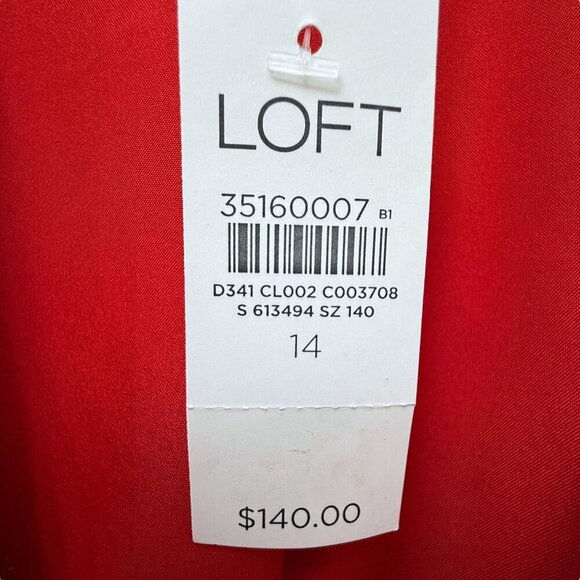 LOFT
35160007 B1
D341 CL002 C003708
S 613494 SZ 140
14
$140.00